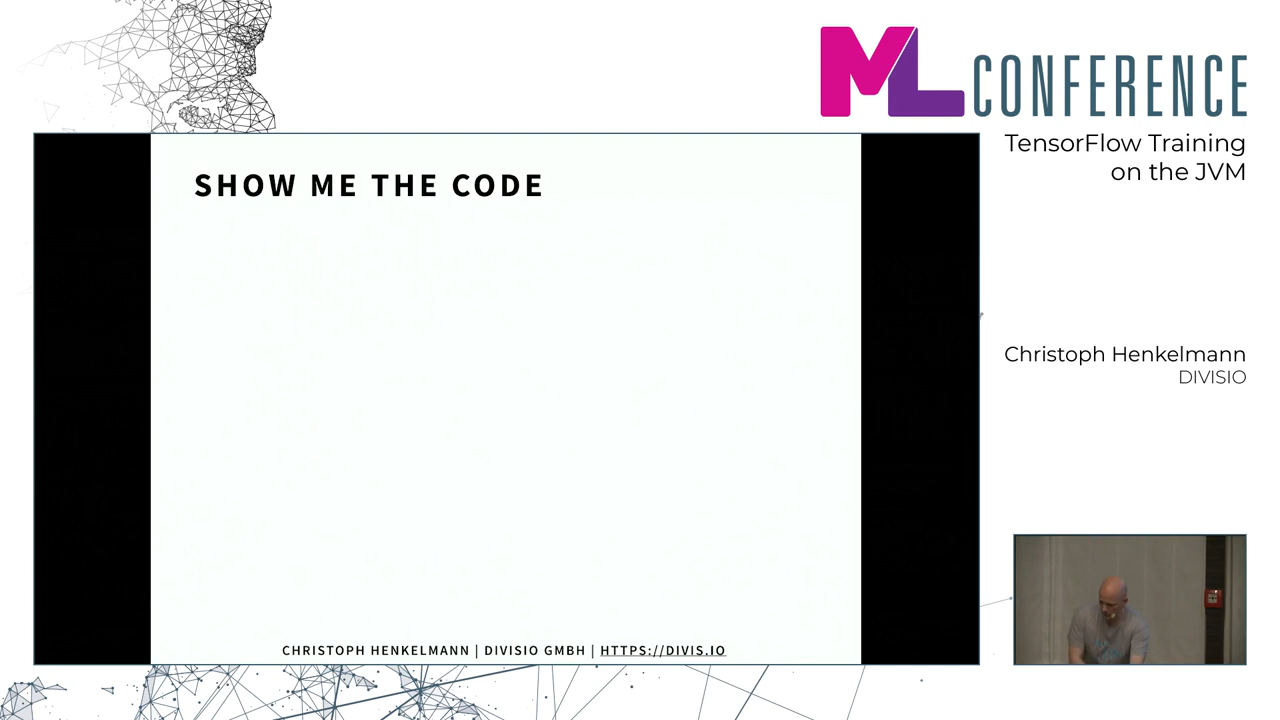 ML CONFERENCE
TensorFlow Training
on the JVM
SHOW ME THE CODE
Christoph Henkelmann
DIVISIO
CHRISTOPH HENKELMANN | DIVISIO GMBH | HTTPS://DIVIS.IO